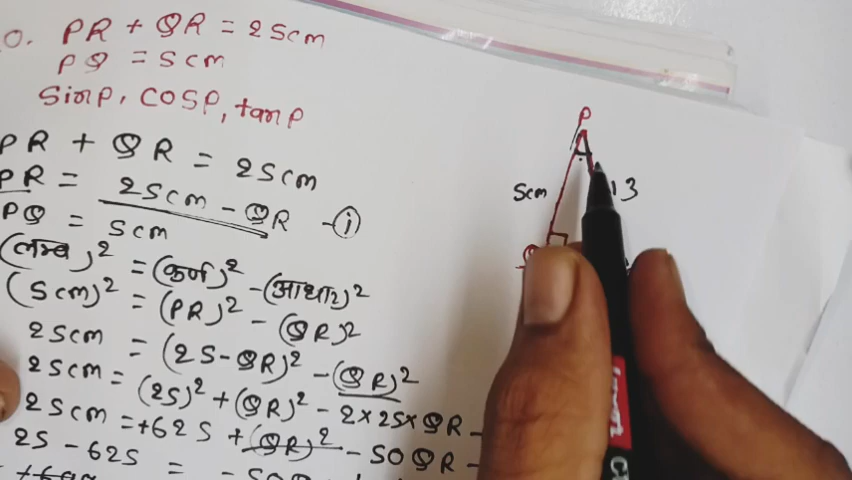 0. PR + QR = 25cm
PQ = 5cm
Sinp, COSP, tanp
PR + QR = 25cm
PR = 25cm - QR -(i)
PQ = 5cm
(लम्ब)² = (कर्ण)² - (आधार)²
(5cm)² = (PR)² - (QR)²
25cm = (25-QR)² - (QR)²
25cm = (25)² + (QR)² - 2×25×QR -
25cm = +625 + (QR)² - 50QR -
25 - 625 = - 50QR
P
5cm
13